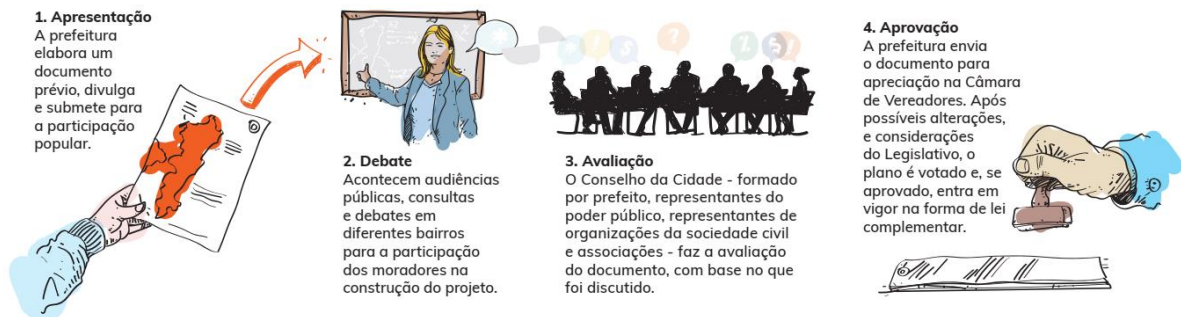 1. Apresentação
A prefeitura
elabora um
documento
prévio, divulga
e submete para
a participação
popular.
2. Debate
Acontecem audiências
públicas, consultas
e debates em
diferentes bairros
para a participação
dos moradores na
construção do projeto.
3. Avaliação
O Conselho da Cidade - formado
por prefeito, representantes do
poder público, representantes de
organizações da sociedade civil
e associações - faz a avaliação
do documento, com base no que
foi discutido.
4. Aprovação
A prefeitura envia
o documento para
apreciação na Câmara
de Vereadores. Após
possíveis alterações,
e considerações
do Legislativo, o
plano é votado e, se
aprovado, entra em
vigor na forma de lei
complementar.